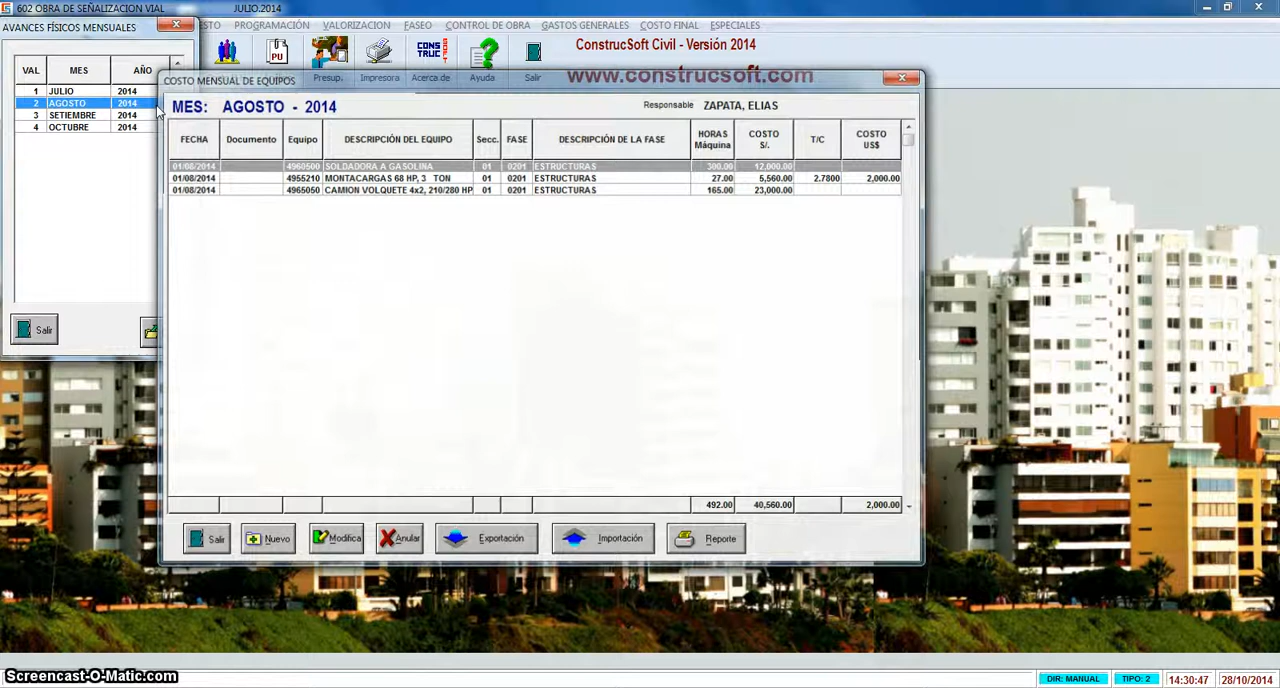 602 OBRA DE SEÑALIZACION VIAL JULIO.2014
AVANCES FÍSICOS MENSUALES
ESTO PROGRAMACIÓN VALORIZACION FASEO CONTROL DE OBRA GASTOS GENERALES COSTO FINAL ESPECIALES
PU
CONS TRUC
ConstrucSoft Civil - Versión 2014
Presup. Impresora Acerca de Ayuda Salir
www.construcsoft.com
VAL MES AÑO
1 JULIO 2014
2 AGOSTO 2014
3 SETIEMBRE 2014
4 OCTUBRE 2014
Salir
COSTO MENSUAL DE EQUIPOS
MES: AGOSTO - 2014 Responsable ZAPATA, ELIAS
FECHA Documento Equipo DESCRIPCIÓN DEL EQUIPO Secc. FASE DESCRIPCIÓN DE LA FASE HORAS Máquina COSTO S/. T/C COSTO US$
01/08/2014 4960500 SOLDADORA A GASOLINA 01 0201 ESTRUCTURAS 300.00 12,000.00
01/08/2014 4955210 MONTACARGAS 68 HP, 3 TON 01 0201 ESTRUCTURAS 27.00 5,560.00 2.7800 2,000.00
01/08/2014 4965050 CAMION VOLQUETE 4x2, 210/280 HP 01 0201 ESTRUCTURAS 165.00 23,000.00
492.00 40,560.00 2,000.00
Salir Nuevo Modifica Anular Exportación Importación Reporte
Screencast-O-Matic.com
DIR: MANUAL TIPO: 2 14:30:47 28/10/2014